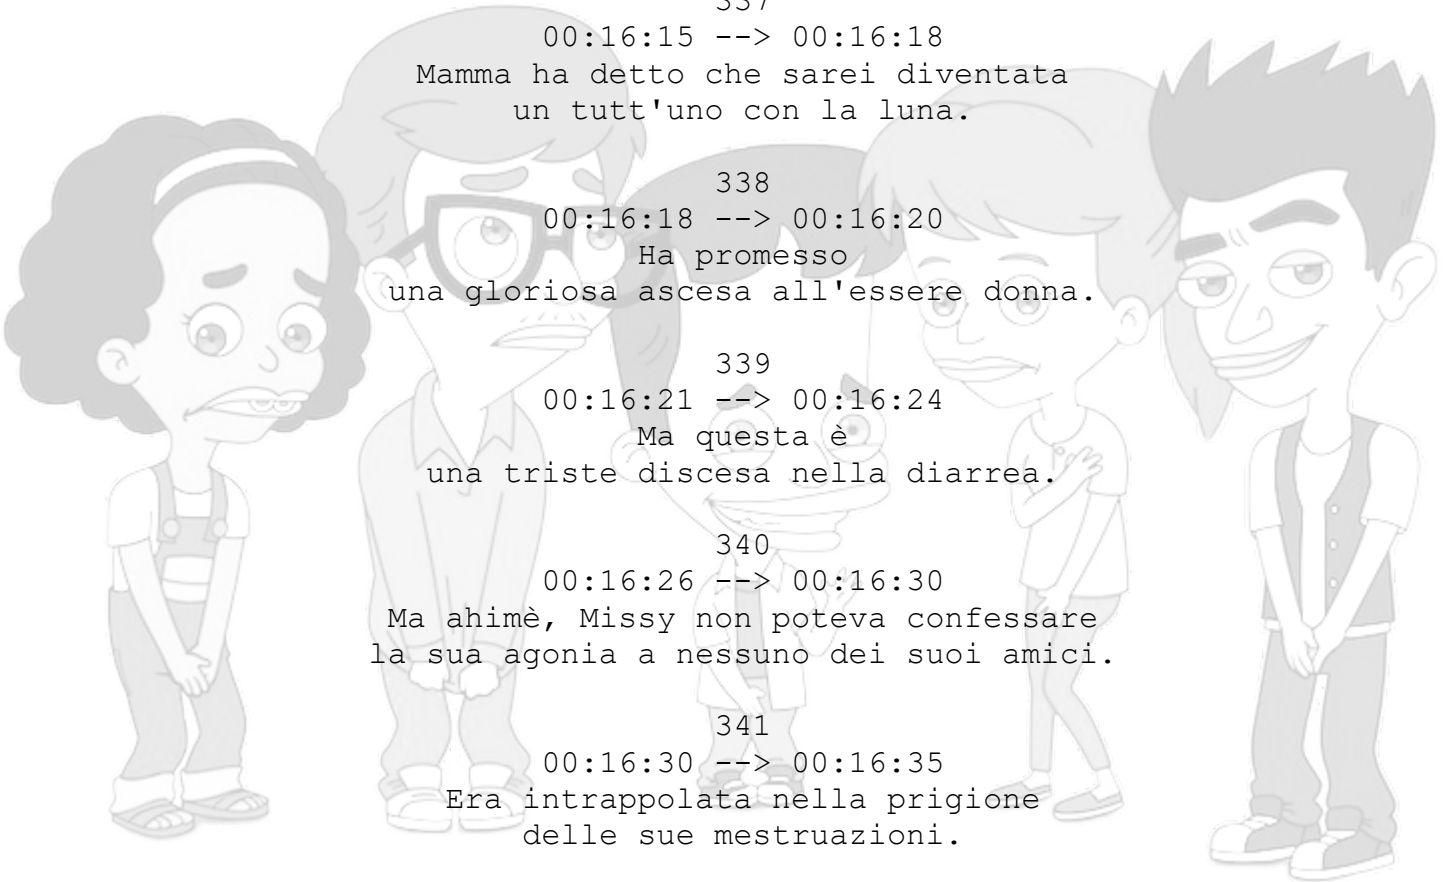 337
00:16:15 --> 00:16:18
Mamma ha detto che sarei diventata
un tutt'uno con la luna.
338
00:16:18 --> 00:16:20
Ha promesso
una gloriosa ascesa all'essere donna.
339
00:16:21 --> 00:16:24
Ma questa è
una triste discesa nella diarrea.
340
00:16:26 --> 00:16:30
Ma ahimè, Missy non poteva confessare
la sua agonia a nessuno dei suoi amici.
341
00:16:30 --> 00:16:35
Era intrappolata nella prigione
delle sue mestruazioni.